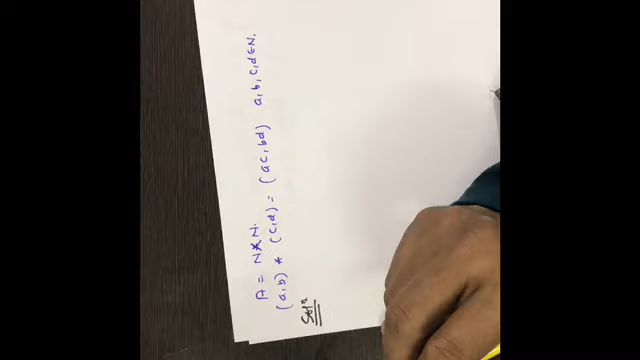 A = N×N.
(a,b) * (c,d) = (ac, bd) a,b,c,d∈N.
Solⁿ